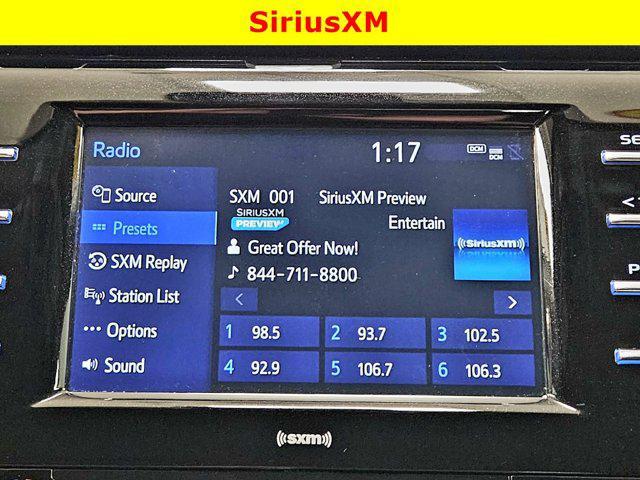 SiriusXM
Radio
1:17
DCM
DCM
Source
Presets
SXM Replay
Station List
Options
Sound
SXM 001 SiriusXM Preview
SIRIUSXM
PREVIEW
Entertain
Great Offer Now!
844-711-8800
((SiriusXM))
< >
1 98.5 2 93.7 3 102.5
4 92.9 5 106.7 6 106.3
((sxm))
SE
<
P